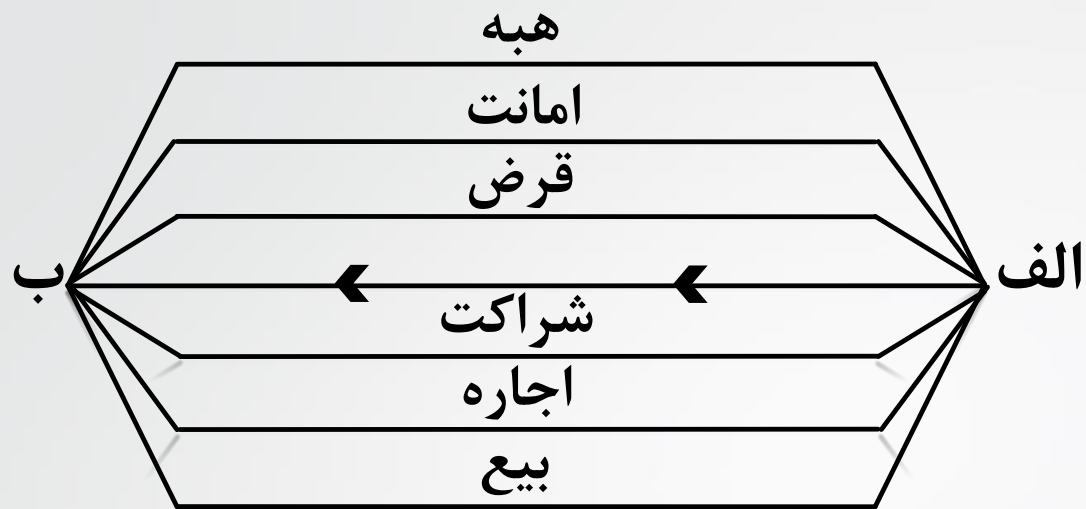 هبه
امانت
قرض
الف
ب
شراکت
اجاره
بیع